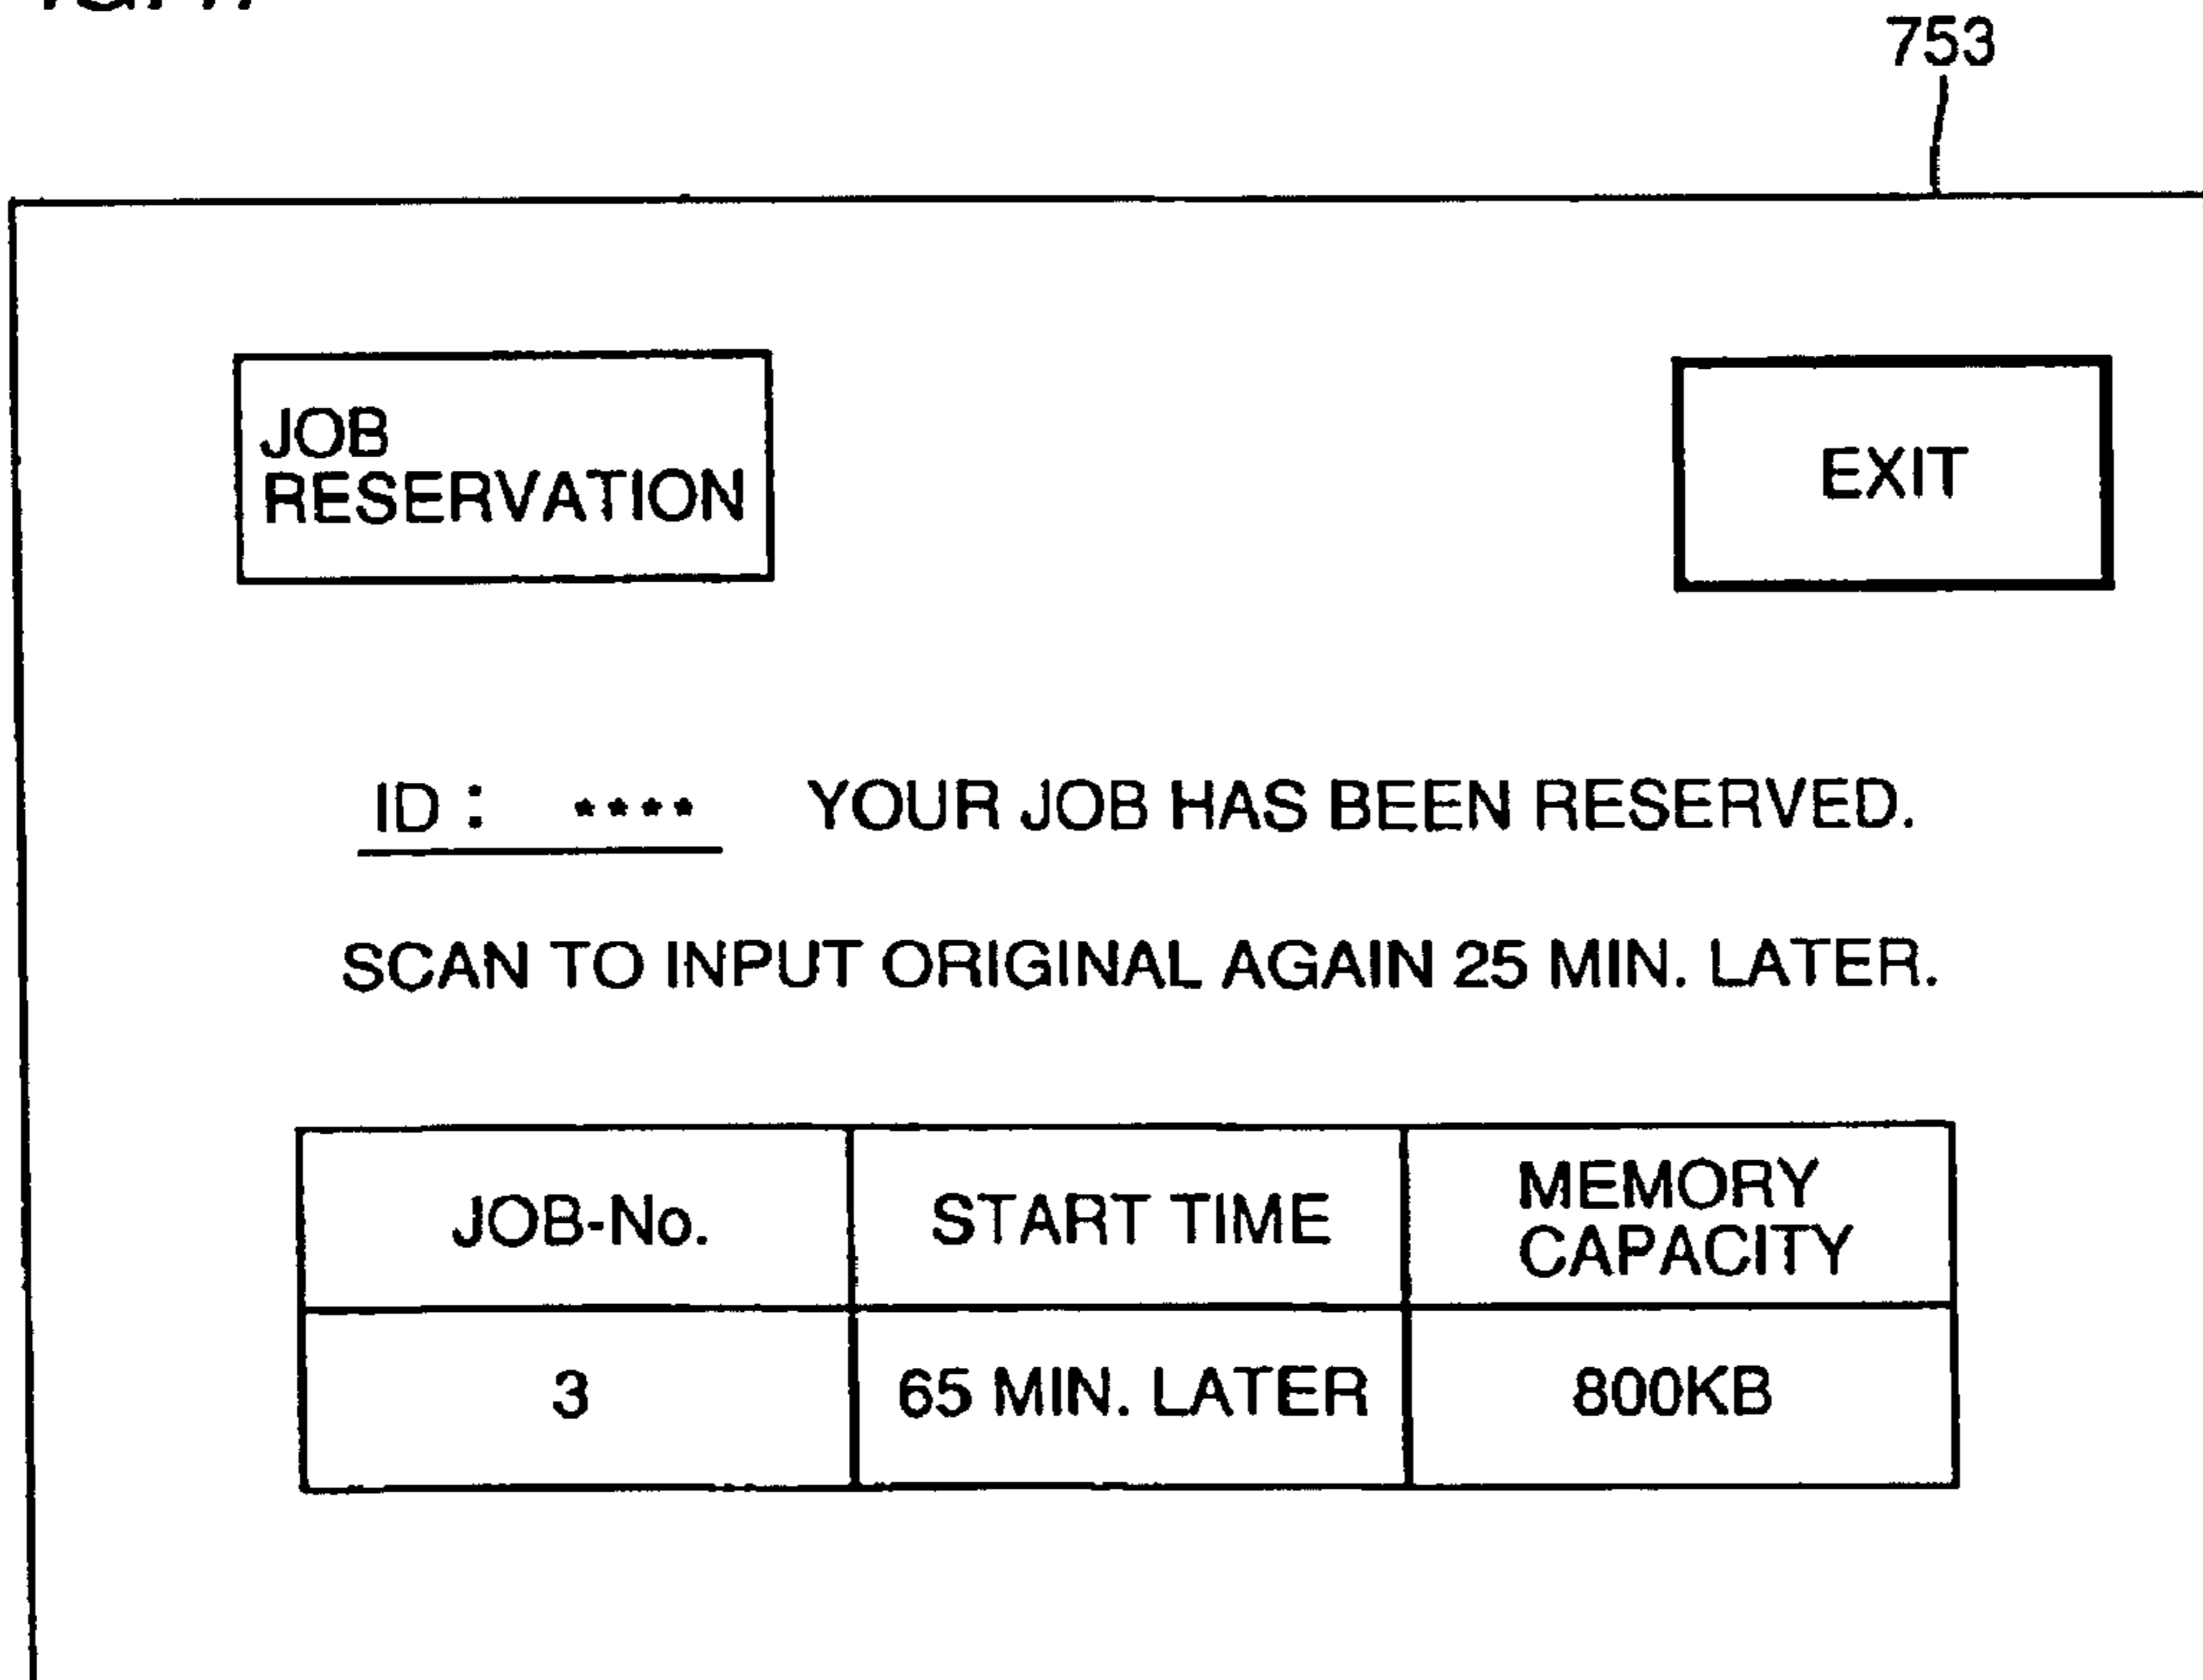 753
JOB
RESERVATION
EXIT
ID : **** YOUR JOB HAS BEEN RESERVED.
SCAN TO INPUT ORIGINAL AGAIN 25 MIN. LATER.
JOB-No. START TIME MEMORY CAPACITY
3 65 MIN. LATER 800KB